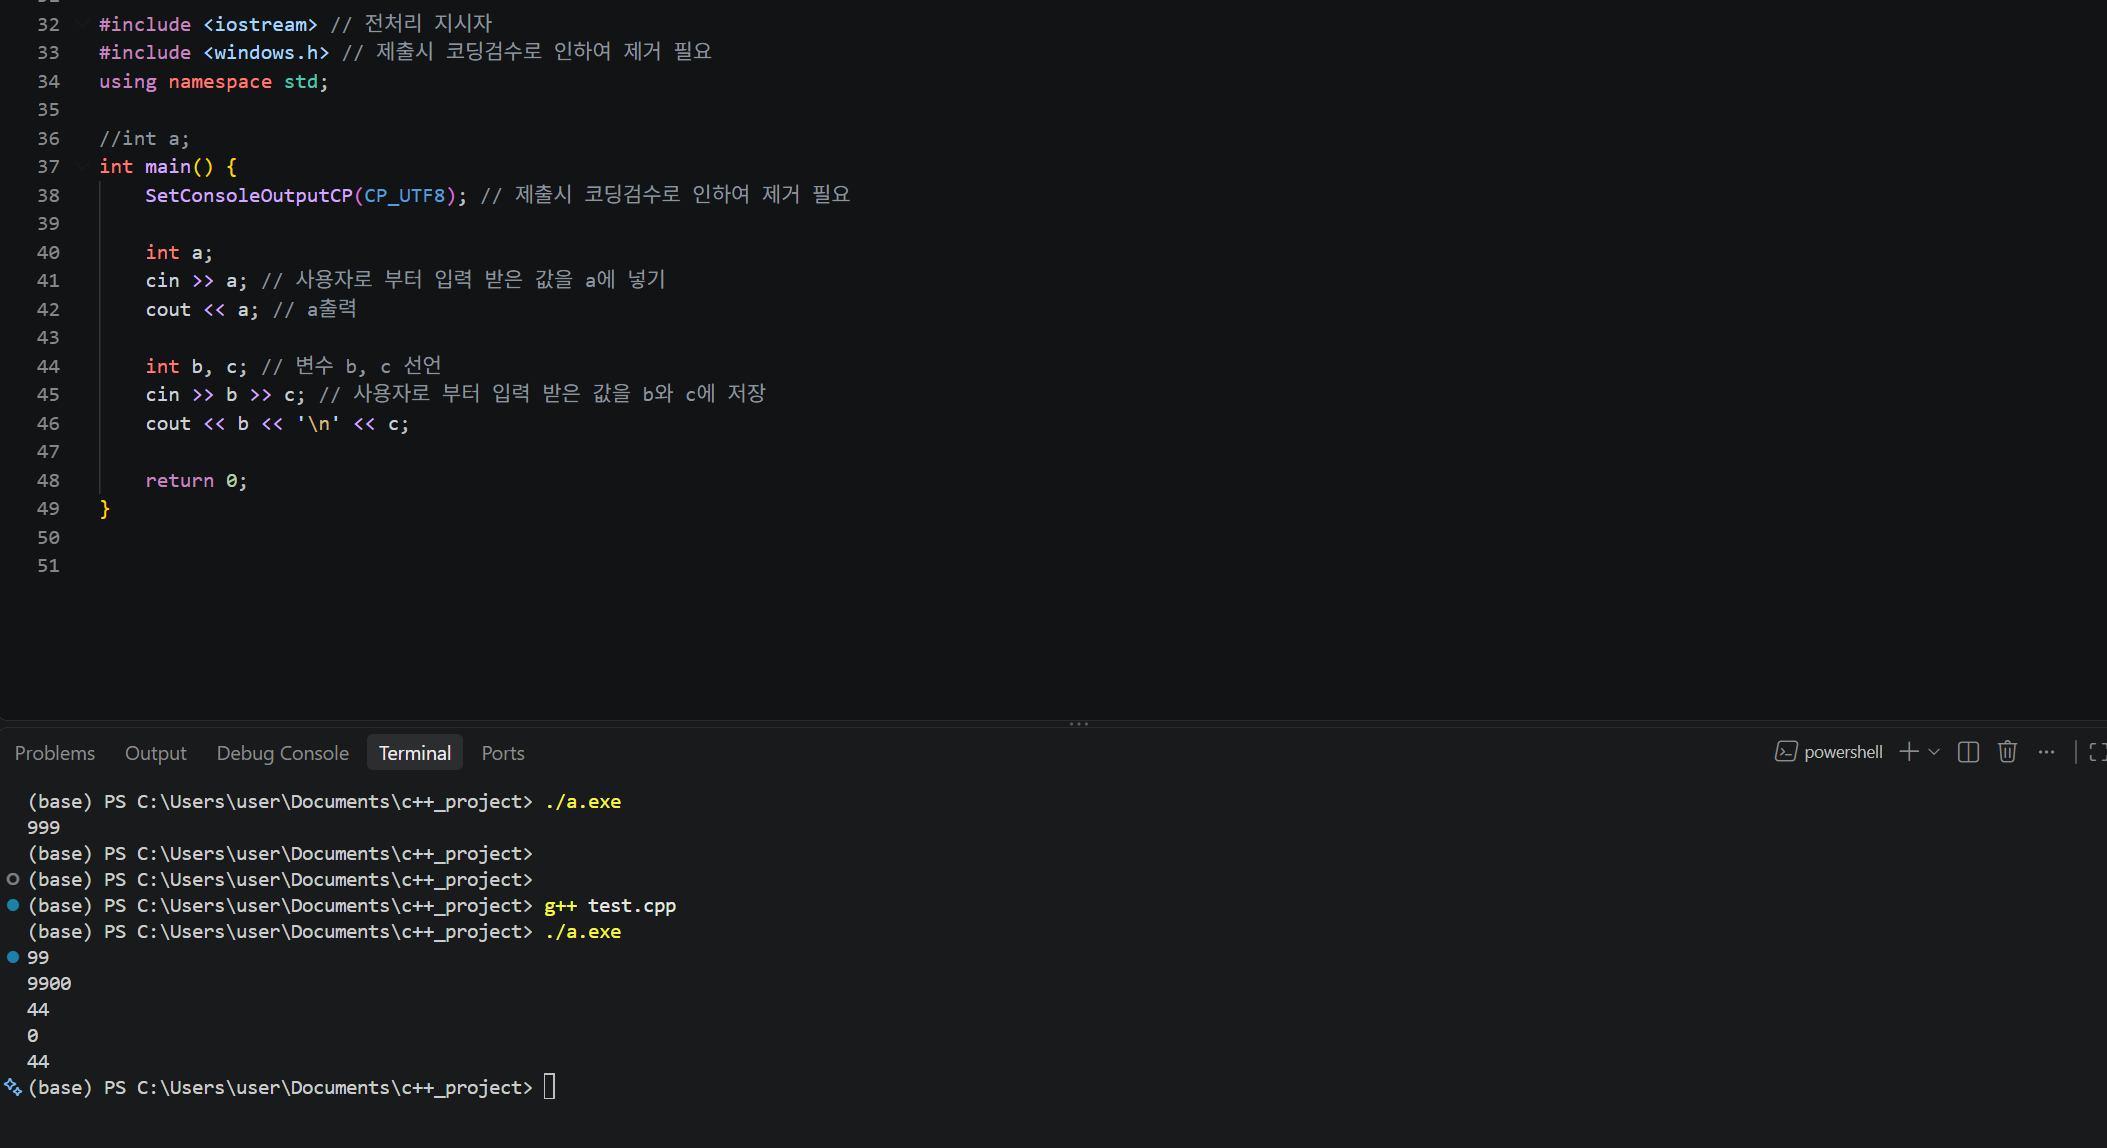 32 #include <iostream> // 전처리 지시자
33 #include <windows.h> // 제출시 코딩검수로 인하여 제거 필요
34 using namespace std;
35
36 //int a;
37 int main() {
38     SetConsoleOutputCP(CP_UTF8); // 제출시 코딩검수로 인하여 제거 필요
39
40     int a;
41     cin >> a; // 사용자로 부터 입력 받은 값을 a에 넣기
42     cout << a; // a출력
43
44     int b, c; // 변수 b, c 선언
45     cin >> b >> c; // 사용자로 부터 입력 받은 값을 b와 c에 저장
46     cout << b << '\n' << c;
47
48     return 0;
49 }
50
51
Problems Output Debug Console Terminal Ports powershell
(base) PS C:\Users\user\Documents\c++_project> ./a.exe
999
(base) PS C:\Users\user\Documents\c++_project>
(base) PS C:\Users\user\Documents\c++_project>
(base) PS C:\Users\user\Documents\c++_project> g++ test.cpp
(base) PS C:\Users\user\Documents\c++_project> ./a.exe
99
9900
44
0
44
(base) PS C:\Users\user\Documents\c++_project>